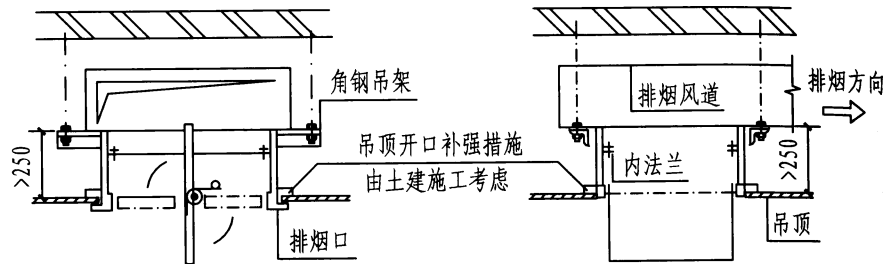 角钢吊架
排烟风道
排烟方向
>250
吊顶开口补强措施
由土建施工考虑
内法兰
>250
排烟口
吊顶